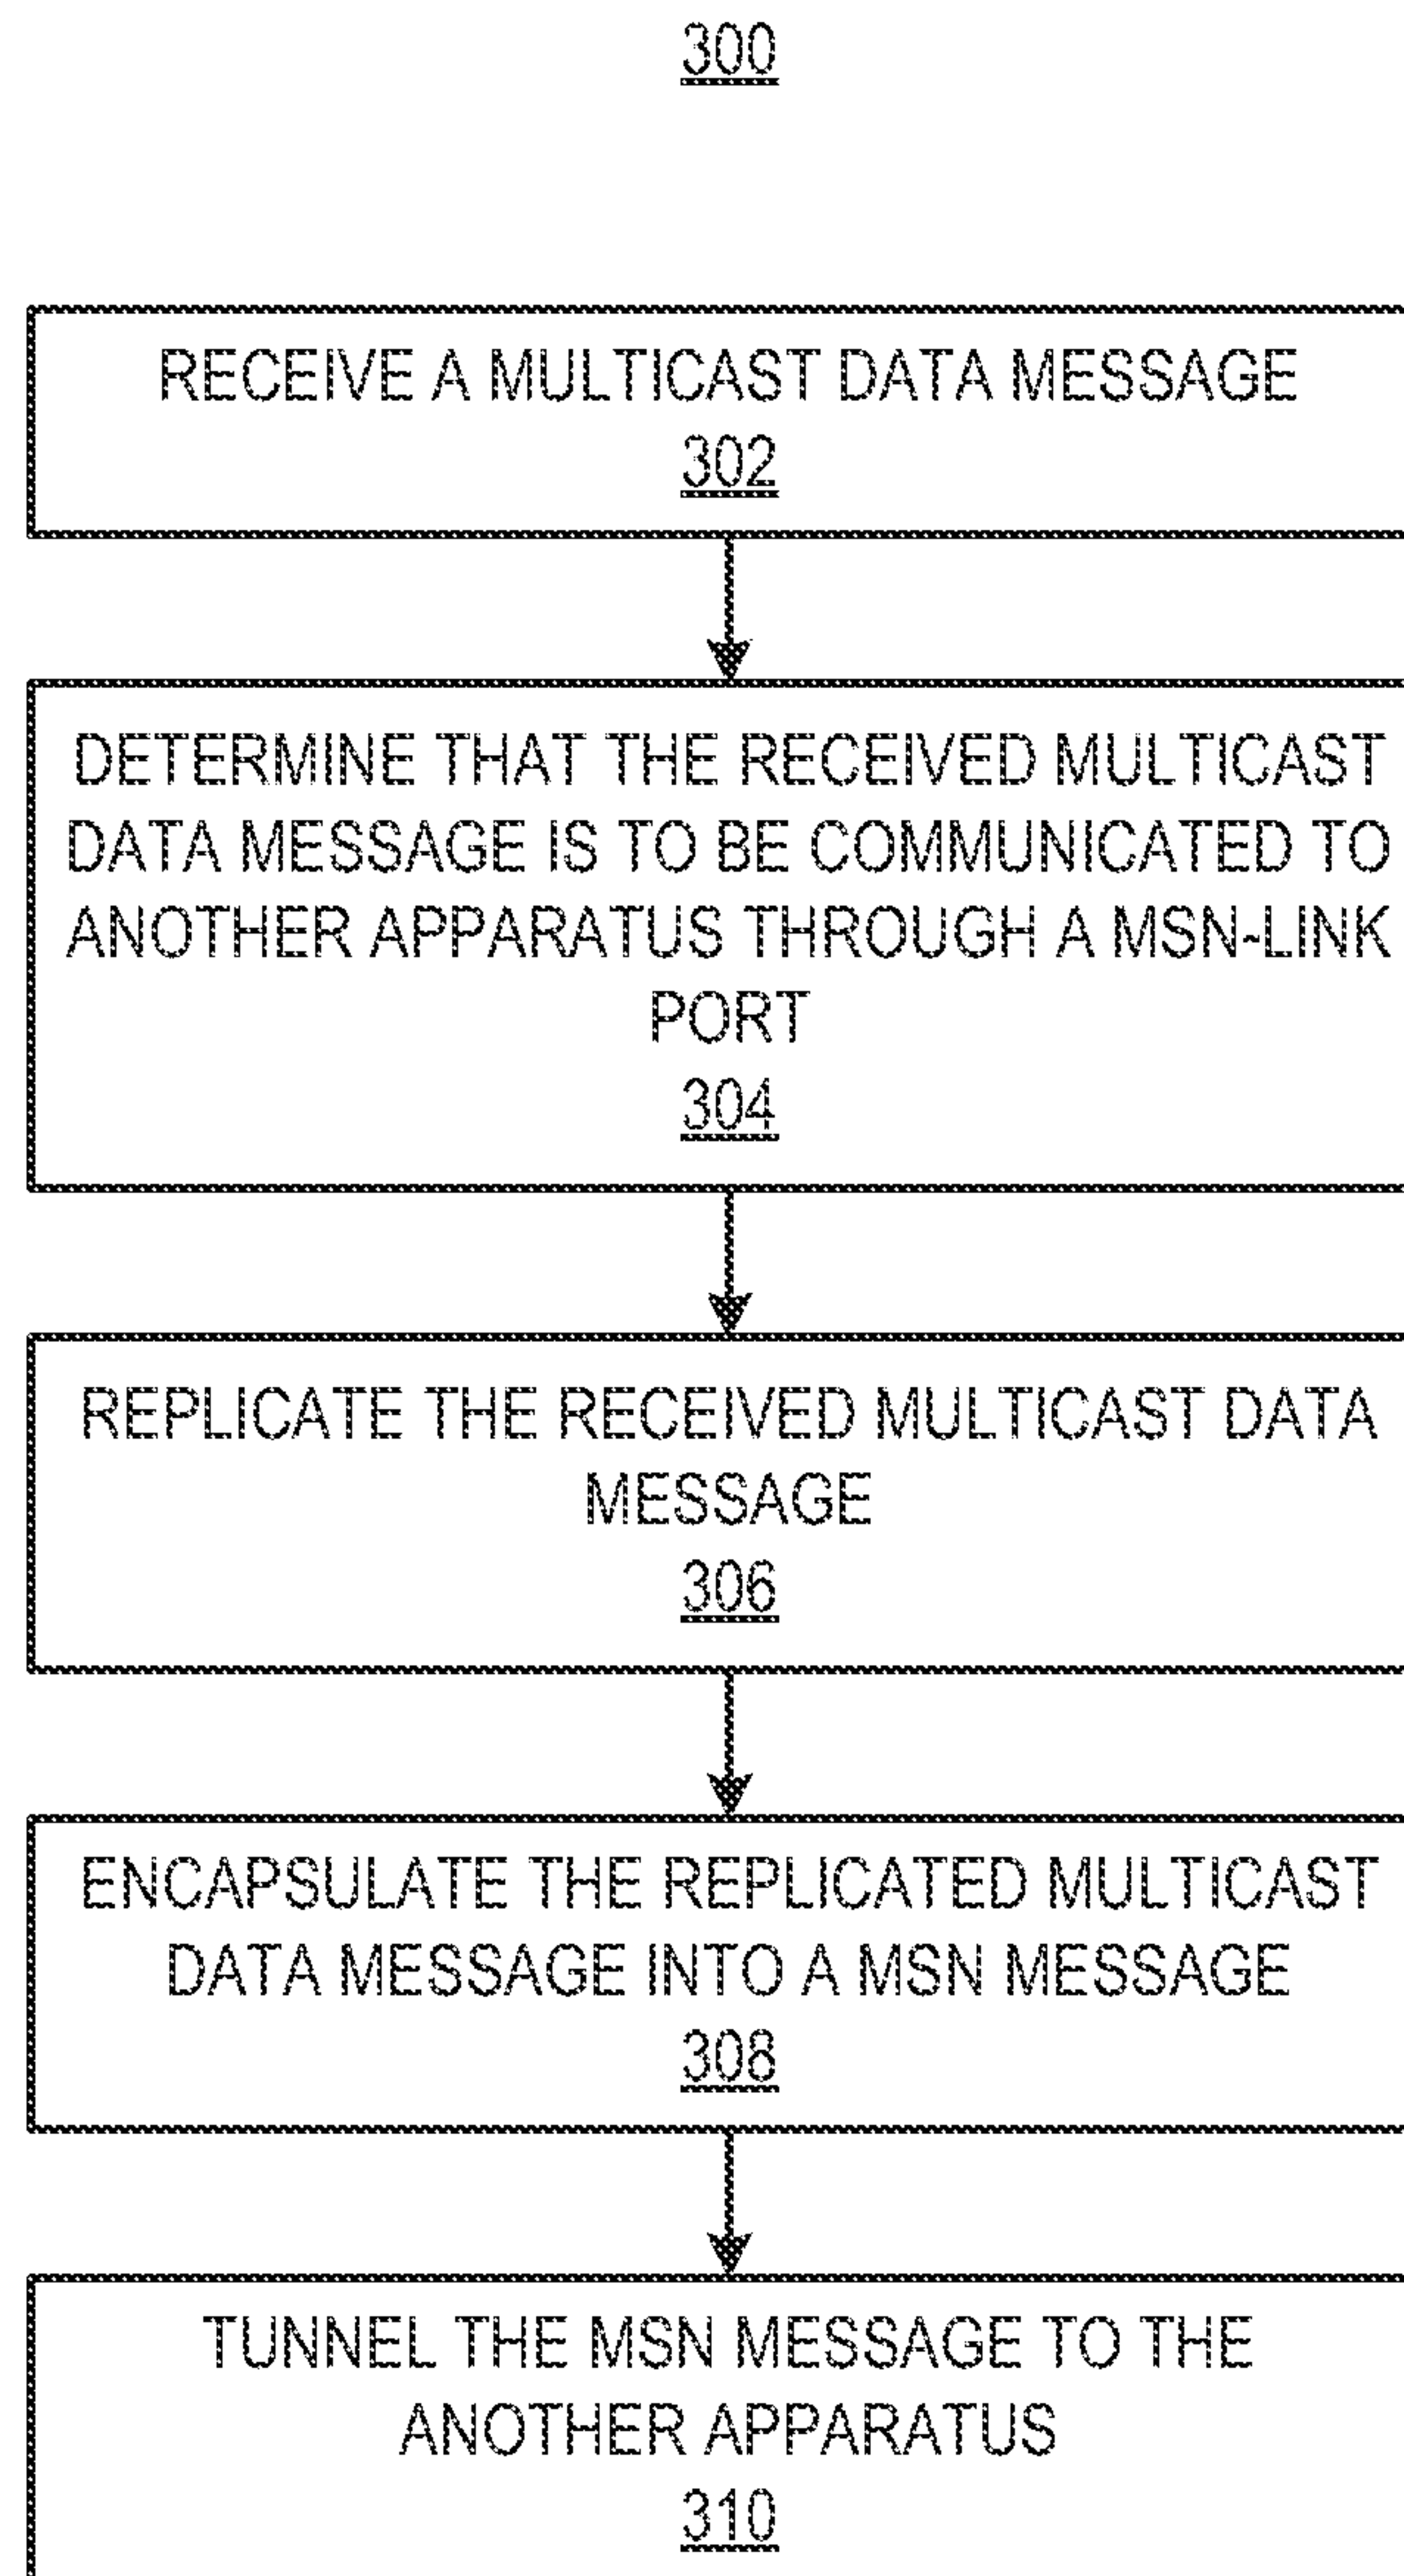 300
RECEIVE A MULTICAST DATA MESSAGE
302
DETERMINE THAT THE RECEIVED MULTICAST
DATA MESSAGE IS TO BE COMMUNICATED TO
ANOTHER APPARATUS THROUGH A MSN-LINK
PORT
304
REPLICATE THE RECEIVED MULTICAST DATA
MESSAGE
306
ENCAPSULATE THE REPLICATED MULTICAST
DATA MESSAGE INTO A MSN MESSAGE
308
TUNNEL THE MSN MESSAGE TO THE
ANOTHER APPARATUS
310